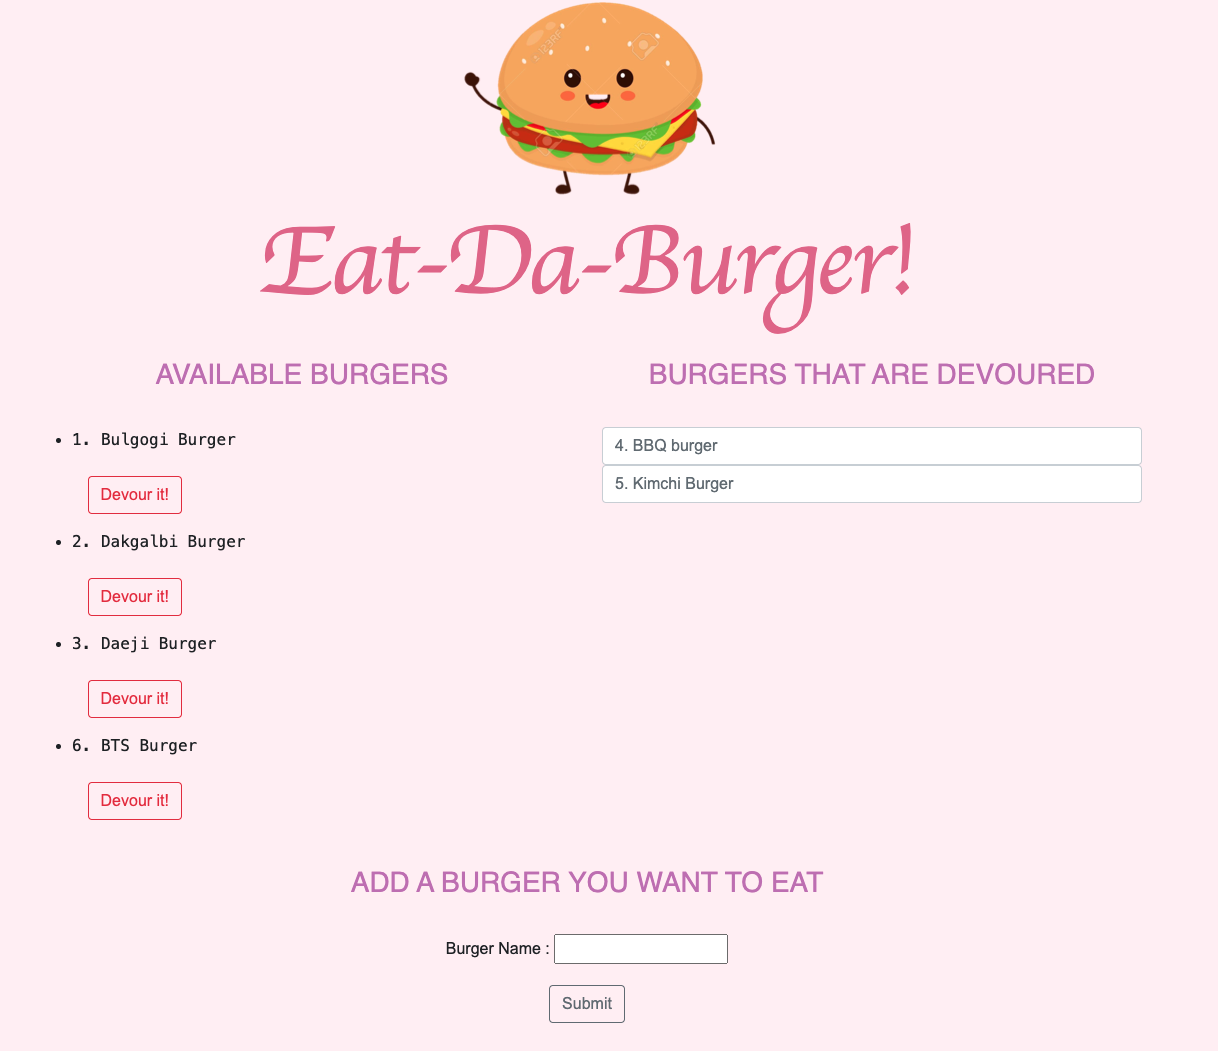 123RF
123RF
Eat-Da-Burger!
AVAILABLE BURGERS
1. Bulgogi Burger
Devour it!
2. Dakgalbi Burger
Devour it!
3. Daeji Burger
Devour it!
6. BTS Burger
Devour it!
BURGERS THAT ARE DEVOURED
4. BBQ burger
5. Kimchi Burger
ADD A BURGER YOU WANT TO EAT
Burger Name :
Submit